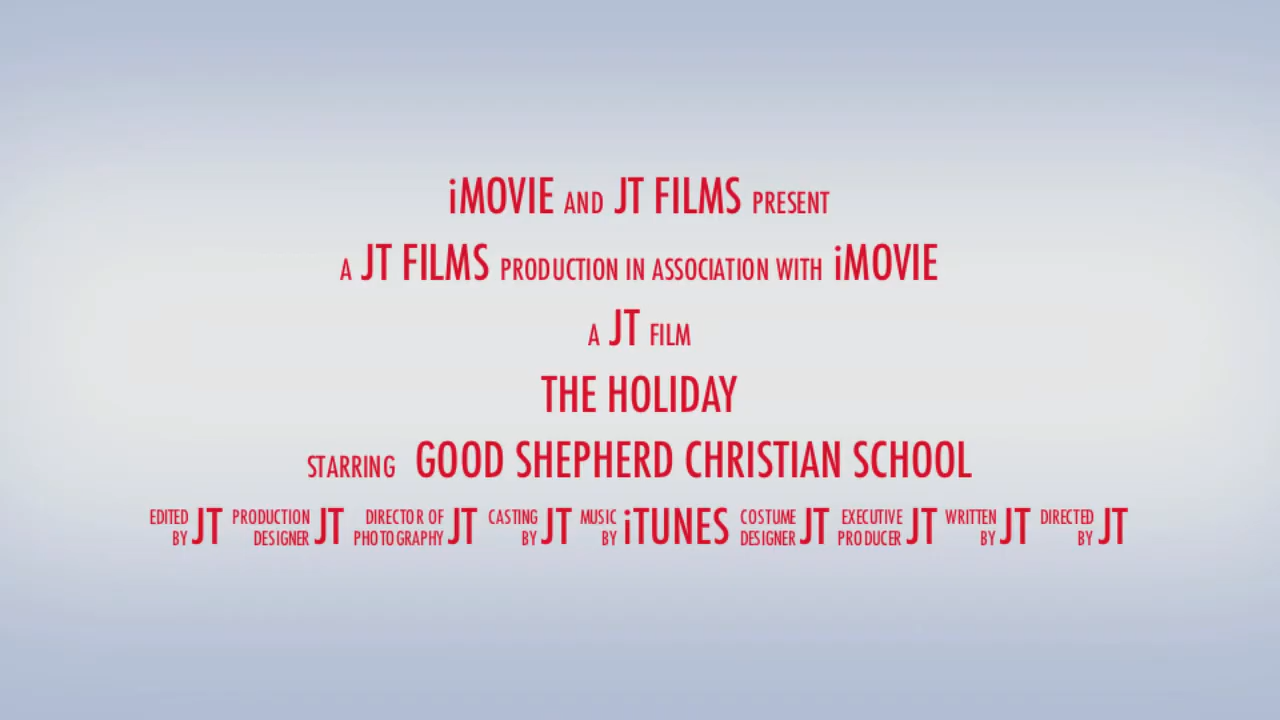 iMOVIE AND JT FILMS PRESENT
A JT FILMS PRODUCTION IN ASSOCIATION WITH iMOVIE
A JT FILM
THE HOLIDAY
STARRING GOOD SHEPHERD CHRISTIAN SCHOOL
EDITED BY JT PRODUCTION DESIGNER JT DIRECTOR OF PHOTOGRAPHY JT CASTING BY JT MUSIC BY iTUNES COSTUME DESIGNER JT EXECUTIVE PRODUCER JT WRITTEN BY JT DIRECTED BY JT